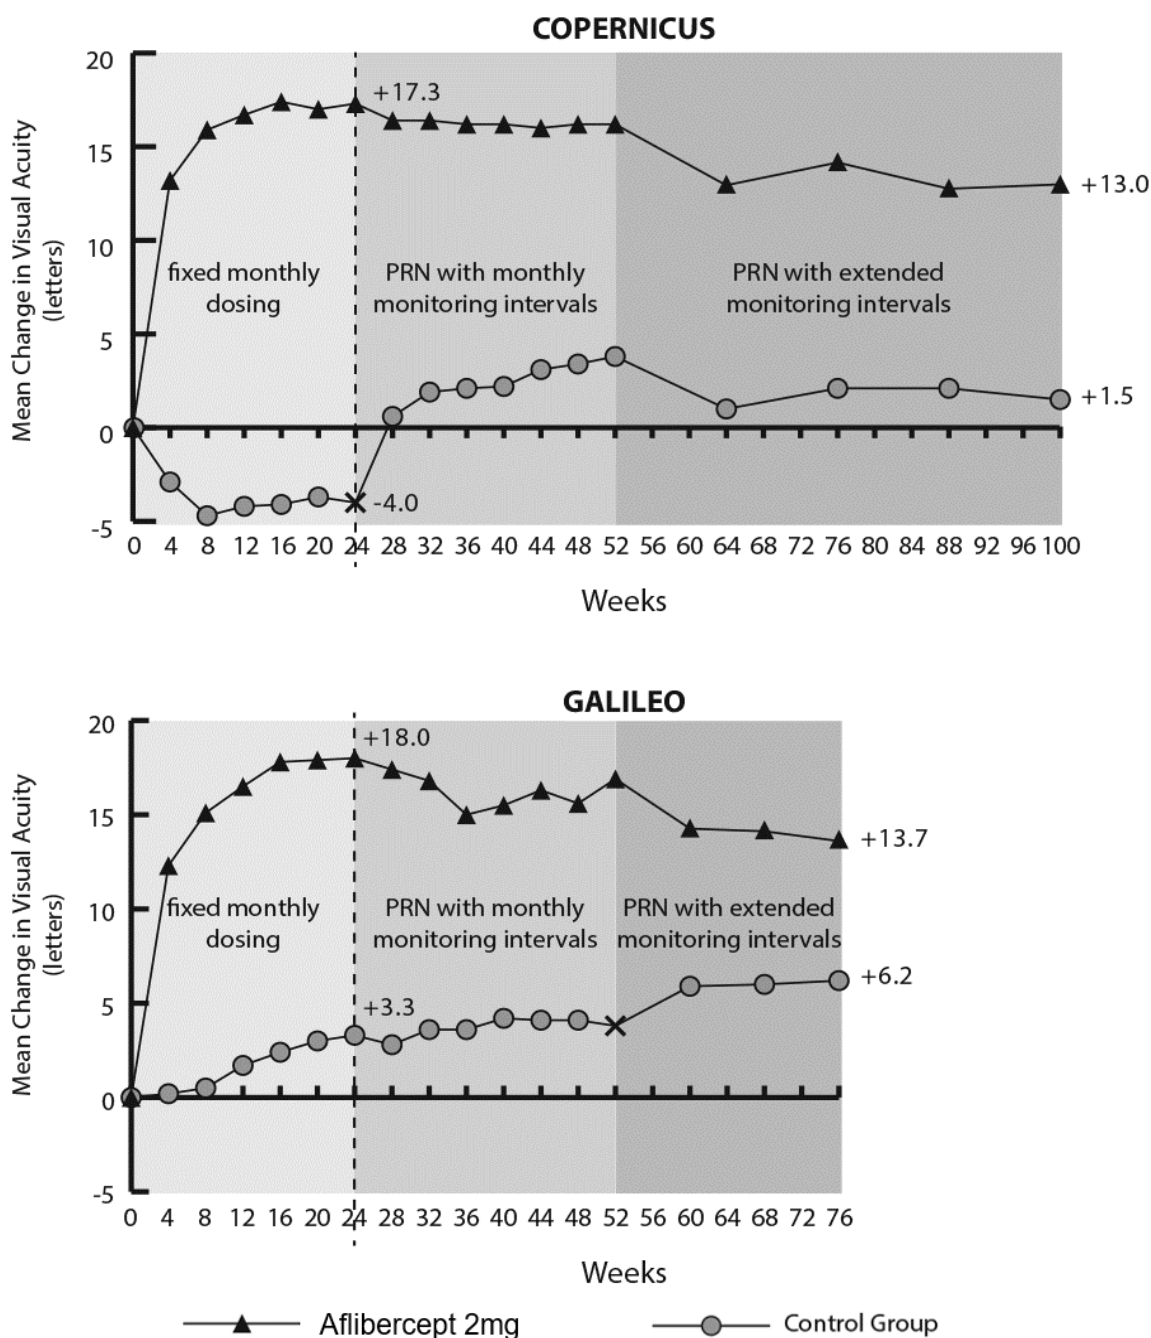 COPERNICUS
20
15
10
5
0
-5
Mean Change in Visual Acuity
(letters)
+17.3
+13.0
fixed monthly
dosing
PRN with monthly
monitoring intervals
PRN with extended
monitoring intervals
+1.5
-4.0
0 4 8 12 16 20 24 28 32 36 40 44 48 52 56 60 64 68 72 76 80 84 88 92 96 100
Weeks
GALILEO
20
15
10
5
0
-5
Mean Change in Visual Acuity
(letters)
+18.0
+13.7
fixed monthly
dosing
PRN with monthly
monitoring intervals
PRN with extended
monitoring intervals
+6.2
+3.3
0 4 8 12 16 20 24 28 32 36 40 44 48 52 56 60 64 68 72 76
Weeks
Aflibercept 2mg
Control Group